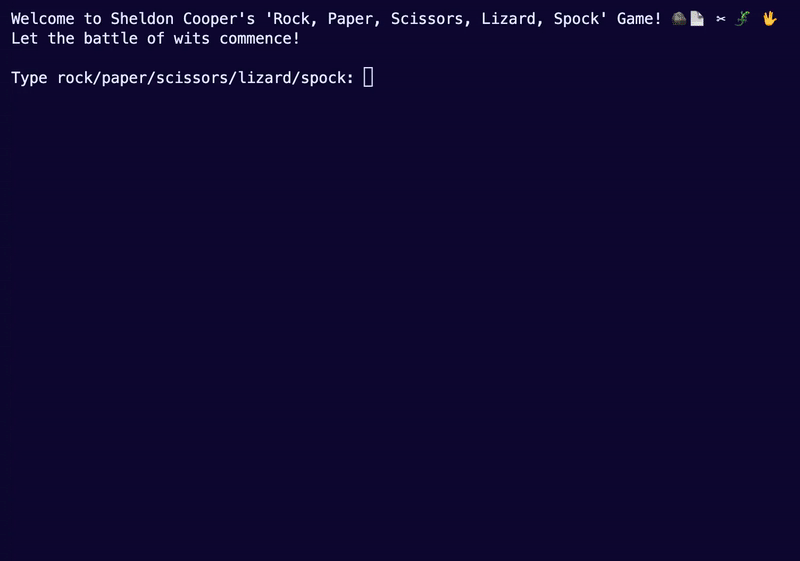 Welcome to Sheldon Cooper's 'Rock, Paper, Scissors, Lizard, Spock' Game! 🪨📄 ✂ 🦎 🖖
Let the battle of wits commence!
Type rock/paper/scissors/lizard/spock: